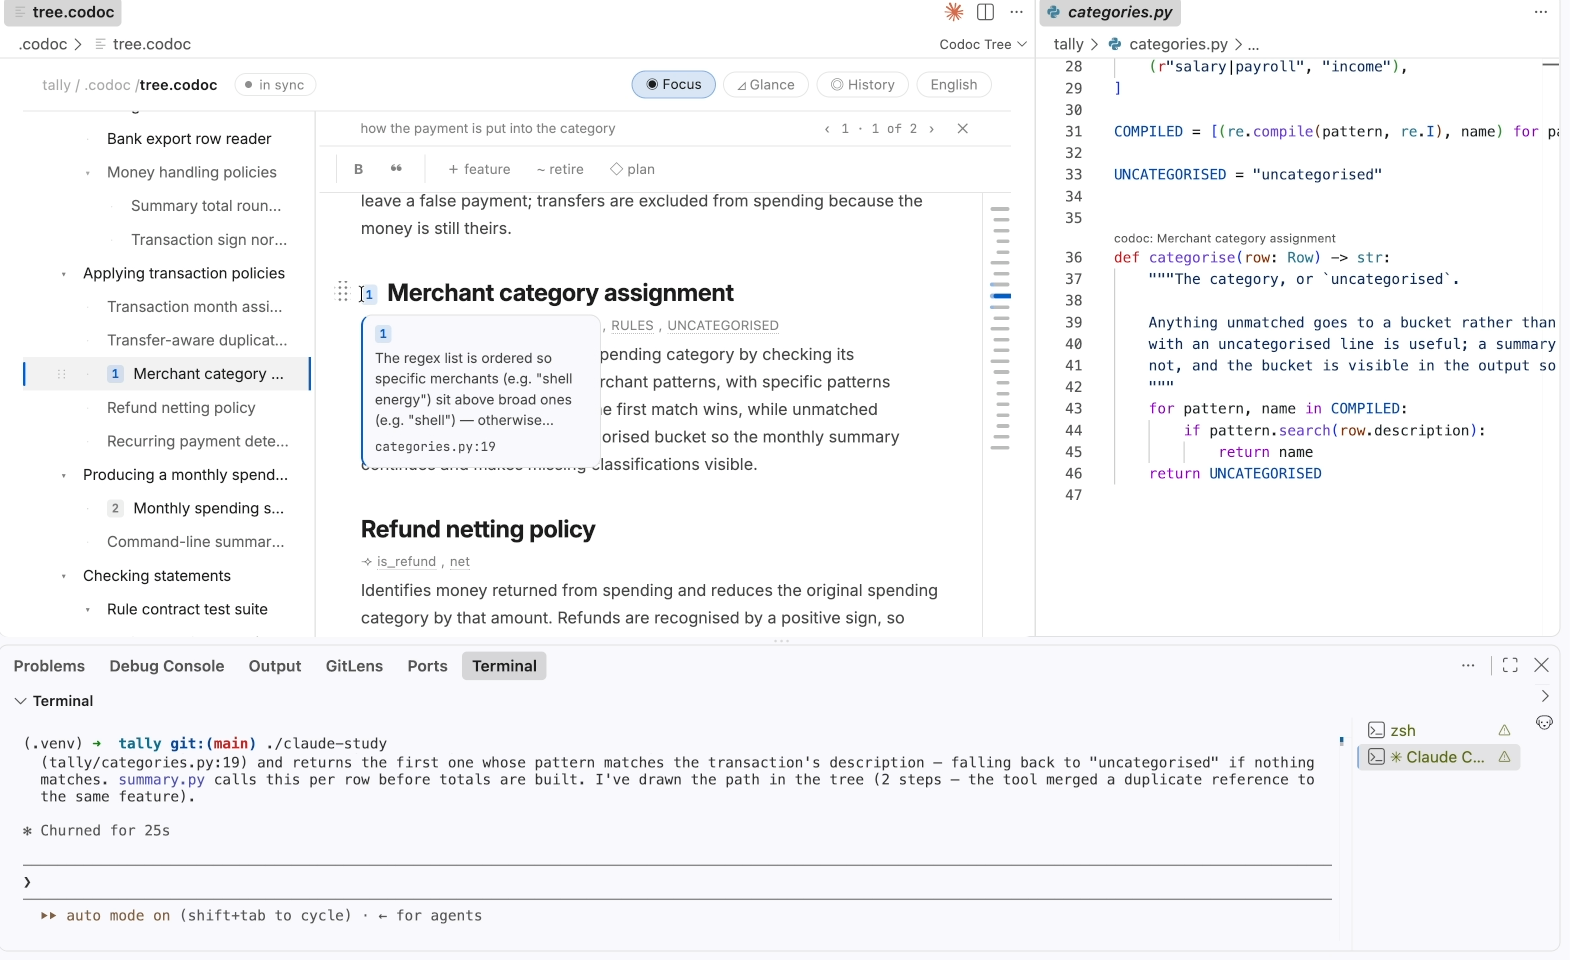 tree.codoc
.codoc > tree.codoc
Codoc Tree
tally / .codoc /tree.codoc
in sync
Focus
Glance
History
English
Bank export row reader
Money handling policies
Summary total roun...
Transaction sign nor...
Applying transaction policies
Transaction month assi...
Transfer-aware duplicat...
1 Merchant category ...
Refund netting policy
Recurring payment dete...
Producing a monthly spend...
2 Monthly spending s...
Command-line summar...
Checking statements
Rule contract test suite
how the payment is put into the category
‹ 1 · 1 of 2 ›
B “ + feature ~ retire ◇ plan
leave a false payment; transfers are excluded from spending because the
money is still theirs.
1 Merchant category assignment
, RULES , UNCATEGORISED
pending category by checking its
rchant patterns, with specific patterns
e first match wins, while unmatched
orised bucket so the monthly summary
continues and makes missing classifications visible.
1
The regex list is ordered so
specific merchants (e.g. "shell
energy") sit above broad ones
(e.g. "shell") — otherwise...
categories.py:19
Refund netting policy
is_refund , net
Identifies money returned from spending and reduces the original spending
category by that amount. Refunds are recognised by a positive sign, so
categories.py
tally > categories.py > ...
28 (r"salary|payroll", "income"),
29 ]
30
31 COMPILED = [(re.compile(pattern, re.I), name) for pa
32
33 UNCATEGORISED = "uncategorised"
34
35
codoc: Merchant category assignment
36 def categorise(row: Row) -> str:
37 """The category, or `uncategorised`.
38
39 Anything unmatched goes to a bucket rather than
40 with an uncategorised line is useful; a summary
41 not, and the bucket is visible in the output so
42 """
43 for pattern, name in COMPILED:
44 if pattern.search(row.description):
45 return name
46 return UNCATEGORISED
47
Problems Debug Console Output GitLens Ports Terminal
Terminal
(.venv) ➜ tally git:(main) ./claude-study
(tally/categories.py:19) and returns the first one whose pattern matches the transaction's description — falling back to "uncategorised" if nothing
matches. summary.py calls this per row before totals are built. I've drawn the path in the tree (2 steps — the tool merged a duplicate reference to
the same feature).
✻ Churned for 25s
❯
⏵⏵ auto mode on (shift+tab to cycle) · ← for agents
zsh
✳ Claude C...